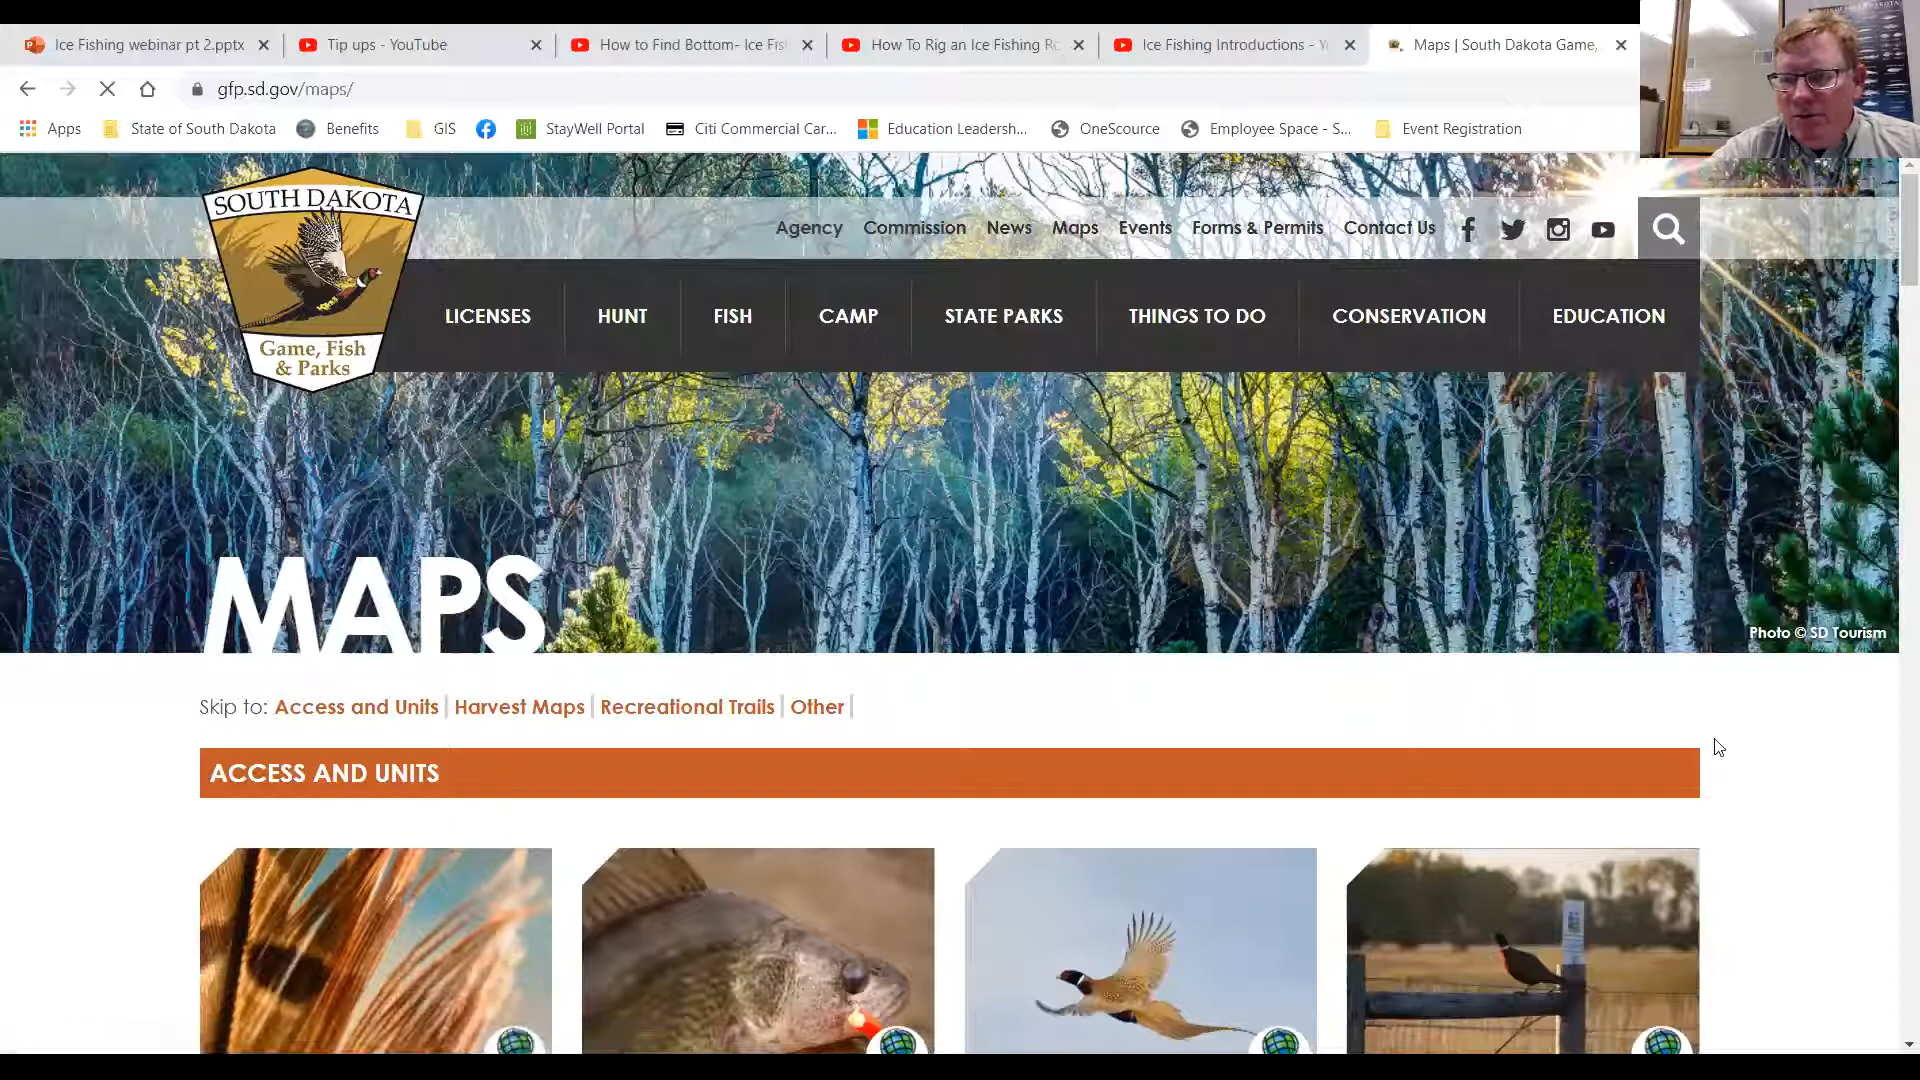 Ice Fishing webinar pt 2.pptx
Tip ups - YouTube
How to Find Bottom- Ice Fis
How To Rig an Ice Fishing Ro
Ice Fishing Introductions - Y
Maps | South Dakota Game,
gfp.sd.gov/maps/
Apps
State of South Dakota
Benefits
GIS
StayWell Portal
Citi Commercial Car...
Education Leadersh...
OneScource
Employee Space - S...
Event Registration
SOUTH DAKOTA
Game, Fish
& Parks
Agency
Commission
News
Maps
Events
Forms & Permits
Contact Us
LICENSES
HUNT
FISH
CAMP
STATE PARKS
THINGS TO DO
CONSERVATION
EDUCATION
MAPS
Photo © SD Tourism
Skip to: Access and Units | Harvest Maps | Recreational Trails | Other |
ACCESS AND UNITS